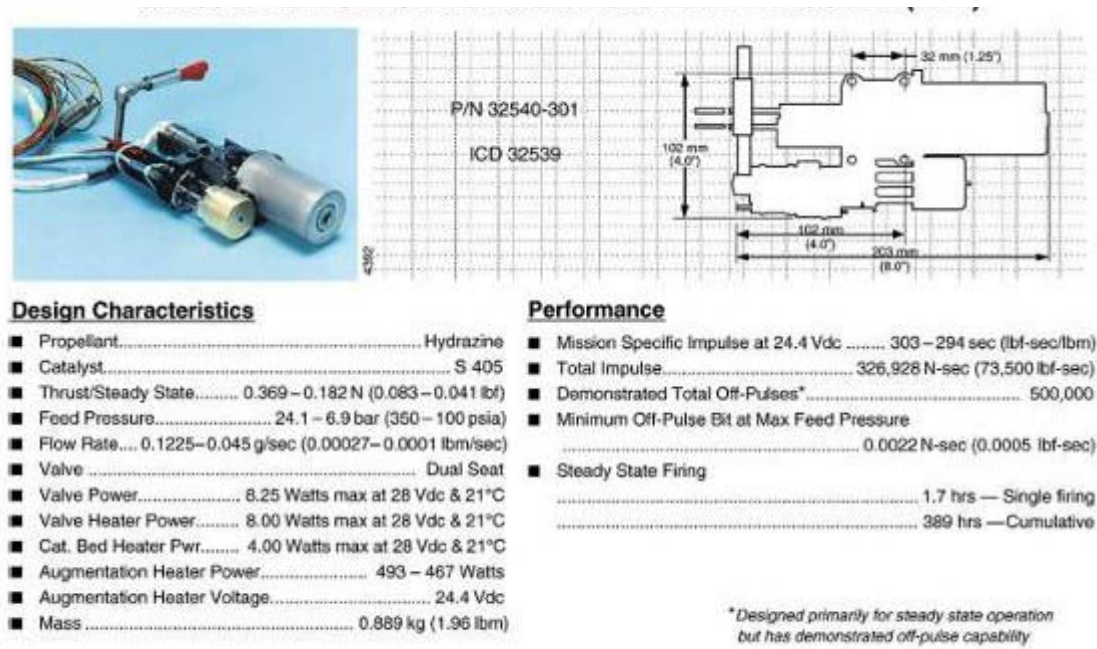 P/N 32540-301
ICD 32539
4392
32 mm (1.25")
102 mm
(4.0")
102 mm
(4.0")
203 mm
(8.0")
Design Characteristics
■ Propellant.......... Hydrazine
■ Catalyst.......... S 405
■ Thrust/Steady State......... 0.369 – 0.182 N (0.083 – 0.041 lbf)
■ Feed Pressure.......... 24.1 – 6.9 bar (350 – 100 psia)
■ Flow Rate.... 0.1225 – 0.045 g/sec (0.00027 – 0.0001 lbm/sec)
■ Valve .......... Dual Seat
■ Valve Power.......... 8.25 Watts max at 28 Vdc & 21°C
■ Valve Heater Power......... 8.00 Watts max at 28 Vdc & 21°C
■ Cat. Bed Heater Pwr........ 4.00 Watts max at 28 Vdc & 21°C
■ Augmentation Heater Power.......... 493 – 467 Watts
■ Augmentation Heater Voltage.......... 24.4 Vdc
■ Mass .......... 0.889 kg (1.96 lbm)
Performance
■ Mission Specific Impulse at 24.4 Vdc ........ 303 – 294 sec (lbf-sec/lbm)
■ Total Impulse.......... 326,928 N-sec (73,500 lbf-sec)
■ Demonstrated Total Off-Pulses*.......... 500,000
■ Minimum Off-Pulse Bit at Max Feed Pressure
.......... 0.0022 N-sec (0.0005 lbf-sec)
■ Steady State Firing
.......... 1.7 hrs — Single firing
.......... 389 hrs — Cumulative
*Designed primarily for steady state operation
but has demonstrated off-pulse capability